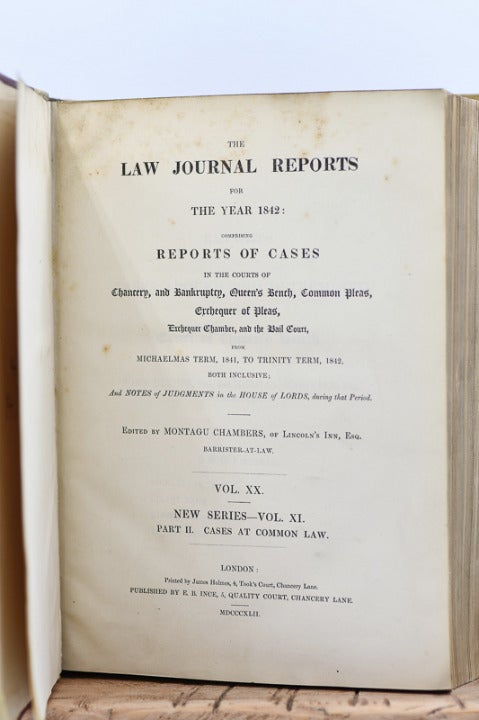 THE
LAW JOURNAL REPORTS
FOR
THE YEAR 1842:
COMPRISING
REPORTS OF CASES
IN THE COURTS OF
Chancery, and Bankruptcy, Queen's Bench, Common Pleas,
Exchequer of Pleas,
Exchequer Chamber, and the Bail Court,
FROM
MICHAELMAS TERM, 1841, TO TRINITY TERM, 1842,
BOTH INCLUSIVE;
And NOTES of JUDGMENTS in the HOUSE of LORDS, during that Period.
EDITED BY MONTAGU CHAMBERS, OF LINCOLN'S INN, ESQ.
BARRISTER-AT-LAW.
VOL. XX.
NEW SERIES—VOL. XI.
PART II. CASES AT COMMON LAW.
LONDON:
Printed by James Holmes, 4, Took's Court, Chancery Lane.
PUBLISHED BY E. B. INCE, 5, QUALITY COURT, CHANCERY LANE.
MDCCCXLII.